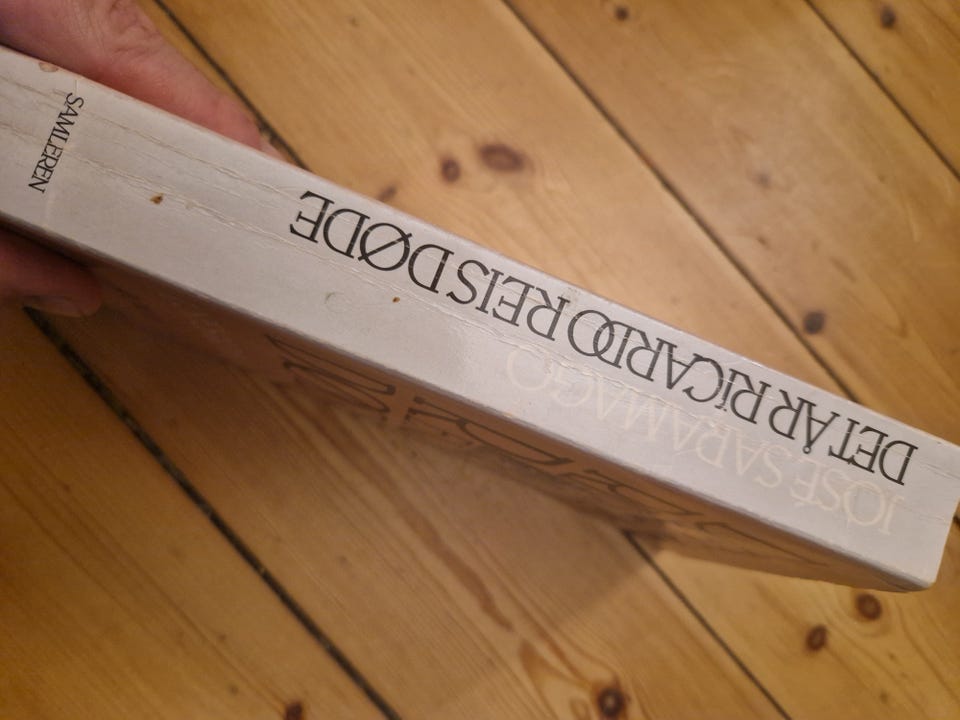 JOSÉ SARAMAGO
DET ÅR RICARDO REIS DØDE
SAMLEREN